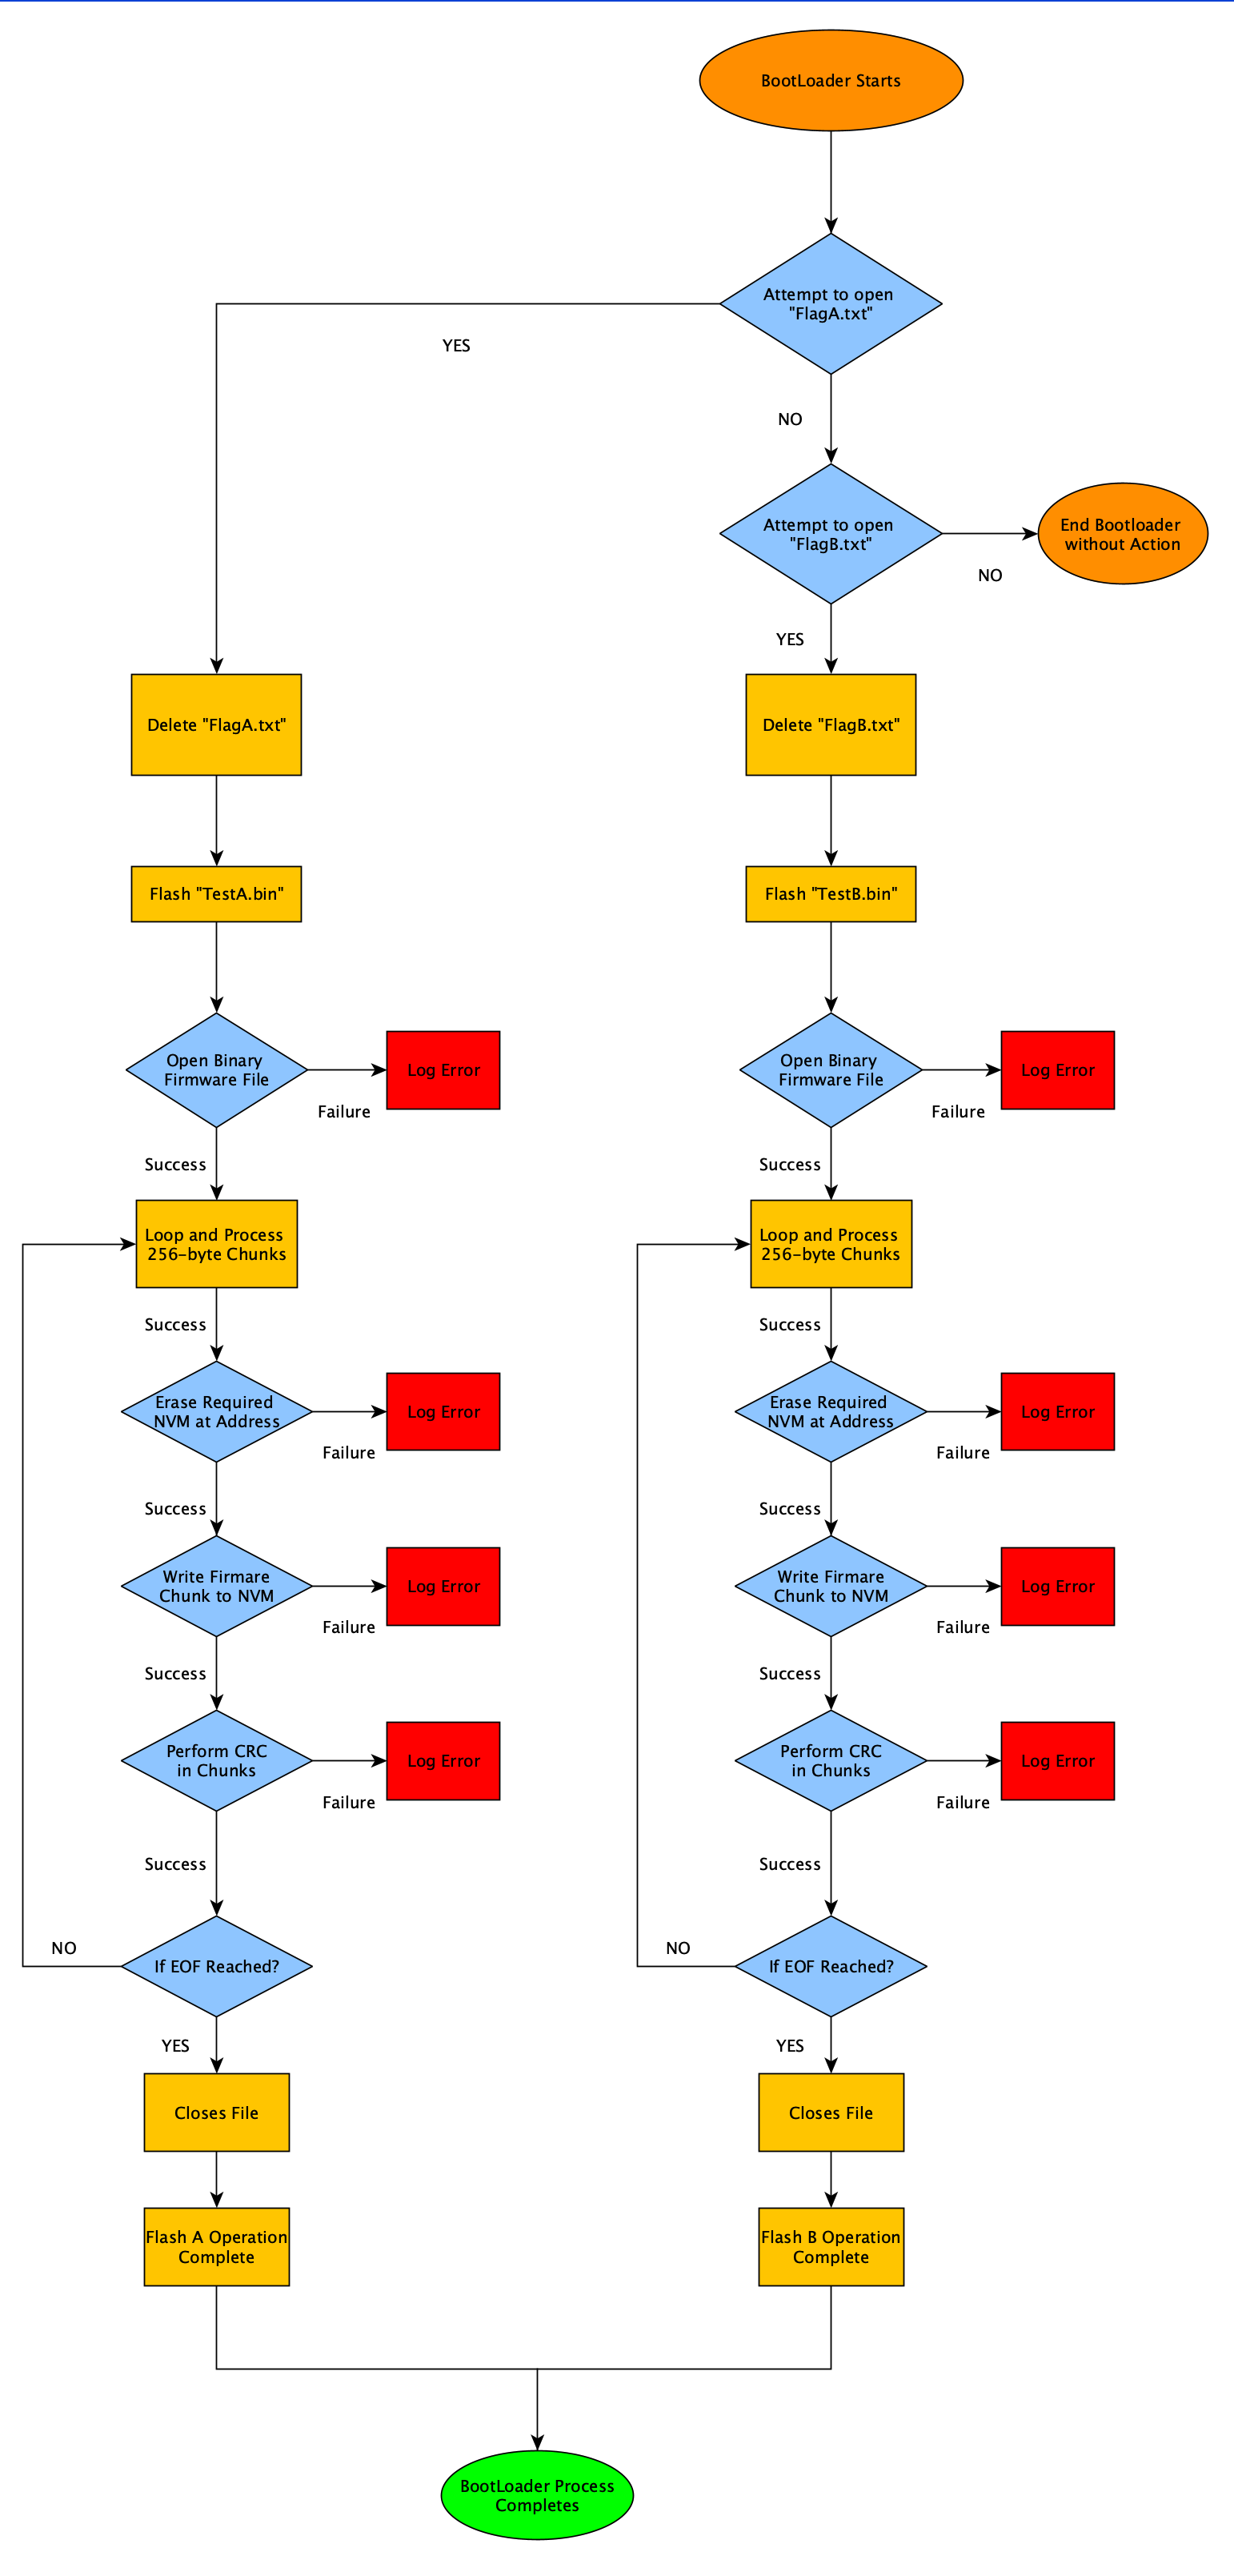 BootLoader Starts
Attempt to open
"FlagA.txt"
YES
NO
Attempt to open
"FlagB.txt"
End Bootloader
without Action
NO
YES
Delete "FlagA.txt"
Delete "FlagB.txt"
Flash "TestA.bin"
Flash "TestB.bin"
Open Binary
Firmware File
Log Error
Failure
Open Binary
Firmware File
Log Error
Failure
Success
Success
Loop and Process
256-byte Chunks
Loop and Process
256-byte Chunks
Success
Success
Erase Required
NVM at Address
Log Error
Failure
Erase Required
NVM at Address
Log Error
Failure
Success
Success
Write Firmare
Chunk to NVM
Log Error
Failure
Write Firmare
Chunk to NVM
Log Error
Failure
Success
Success
Perform CRC
in Chunks
Log Error
Failure
Perform CRC
in Chunks
Log Error
Failure
Success
Success
NO
If EOF Reached?
NO
If EOF Reached?
YES
YES
Closes File
Closes File
Flash A Operation
Complete
Flash B Operation
Complete
BootLoader Process
Completes